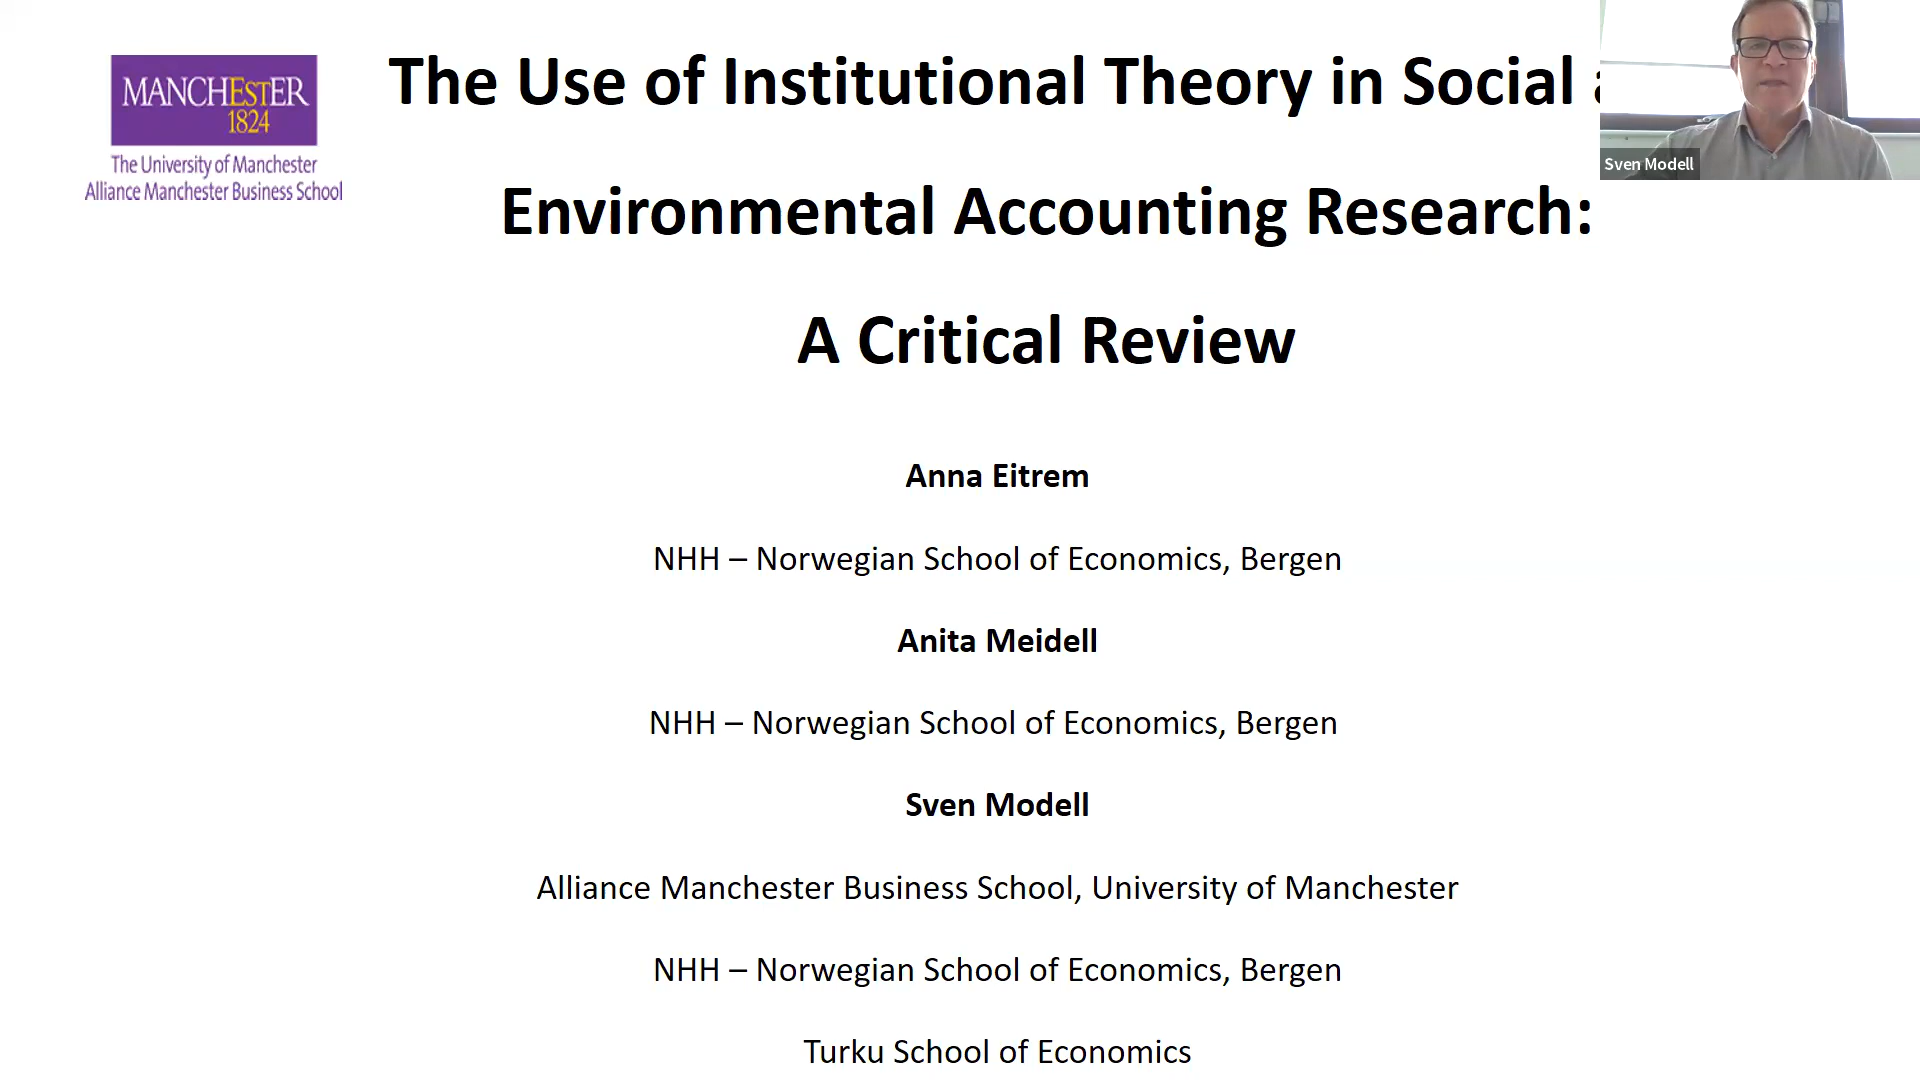 MANCHESTER
1824
The University of Manchester
Alliance Manchester Business School
The Use of Institutional Theory in Social
Environmental Accounting Research:
A Critical Review
Sven Modell
Anna Eitrem
NHH – Norwegian School of Economics, Bergen
Anita Meidell
NHH – Norwegian School of Economics, Bergen
Sven Modell
Alliance Manchester Business School, University of Manchester
NHH – Norwegian School of Economics, Bergen
Turku School of Economics